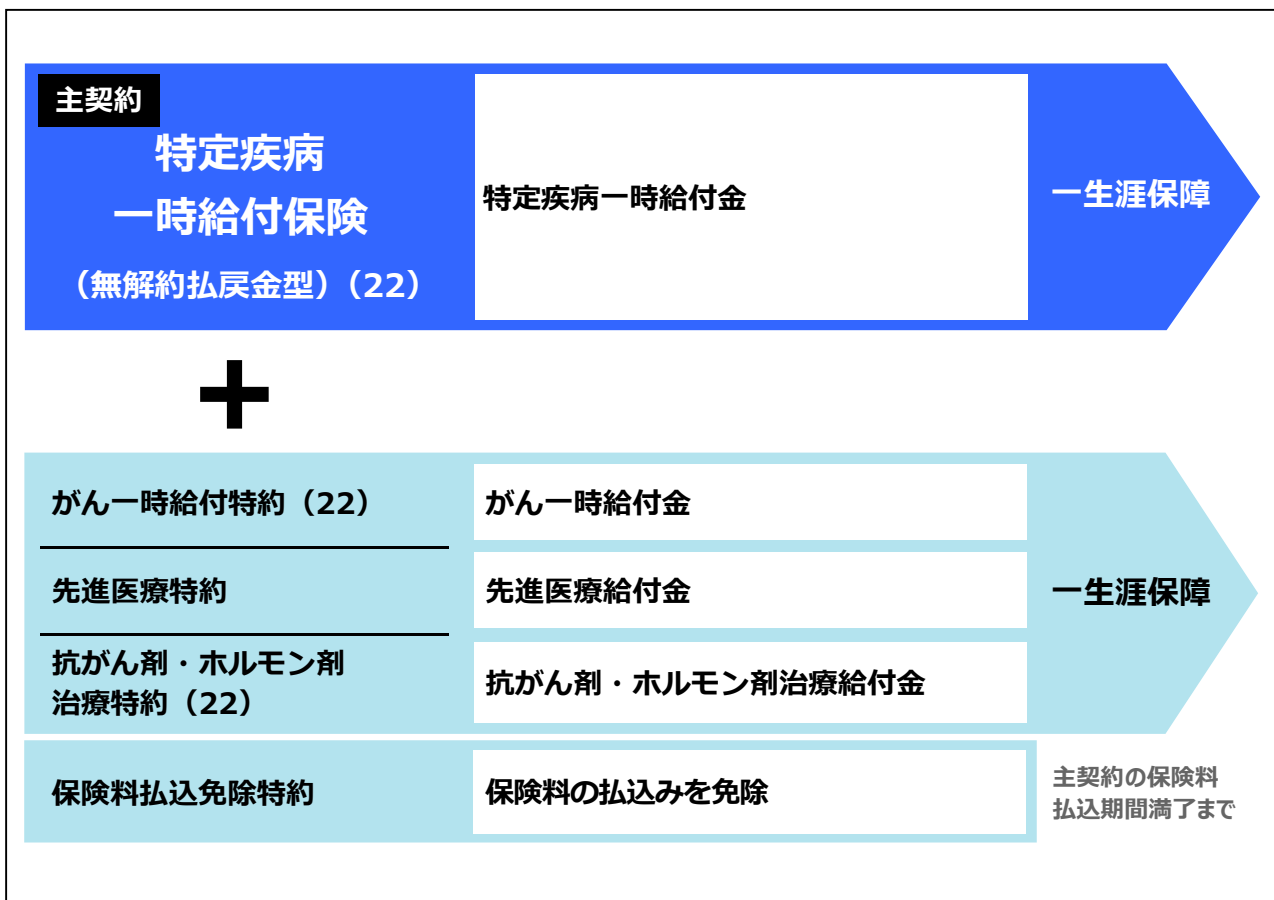 主契約
特定疾病
一時給付保険
（無解約払戻金型）（22）
特定疾病一時給付金
一生涯保障
＋
がん一時給付特約（22）
がん一時給付金
先進医療特約
先進医療給付金
一生涯保障
抗がん剤・ホルモン剤
治療特約（22）
抗がん剤・ホルモン剤治療給付金
保険料払込免除特約
保険料の払込みを免除
主契約の保険料
払込期間満了まで